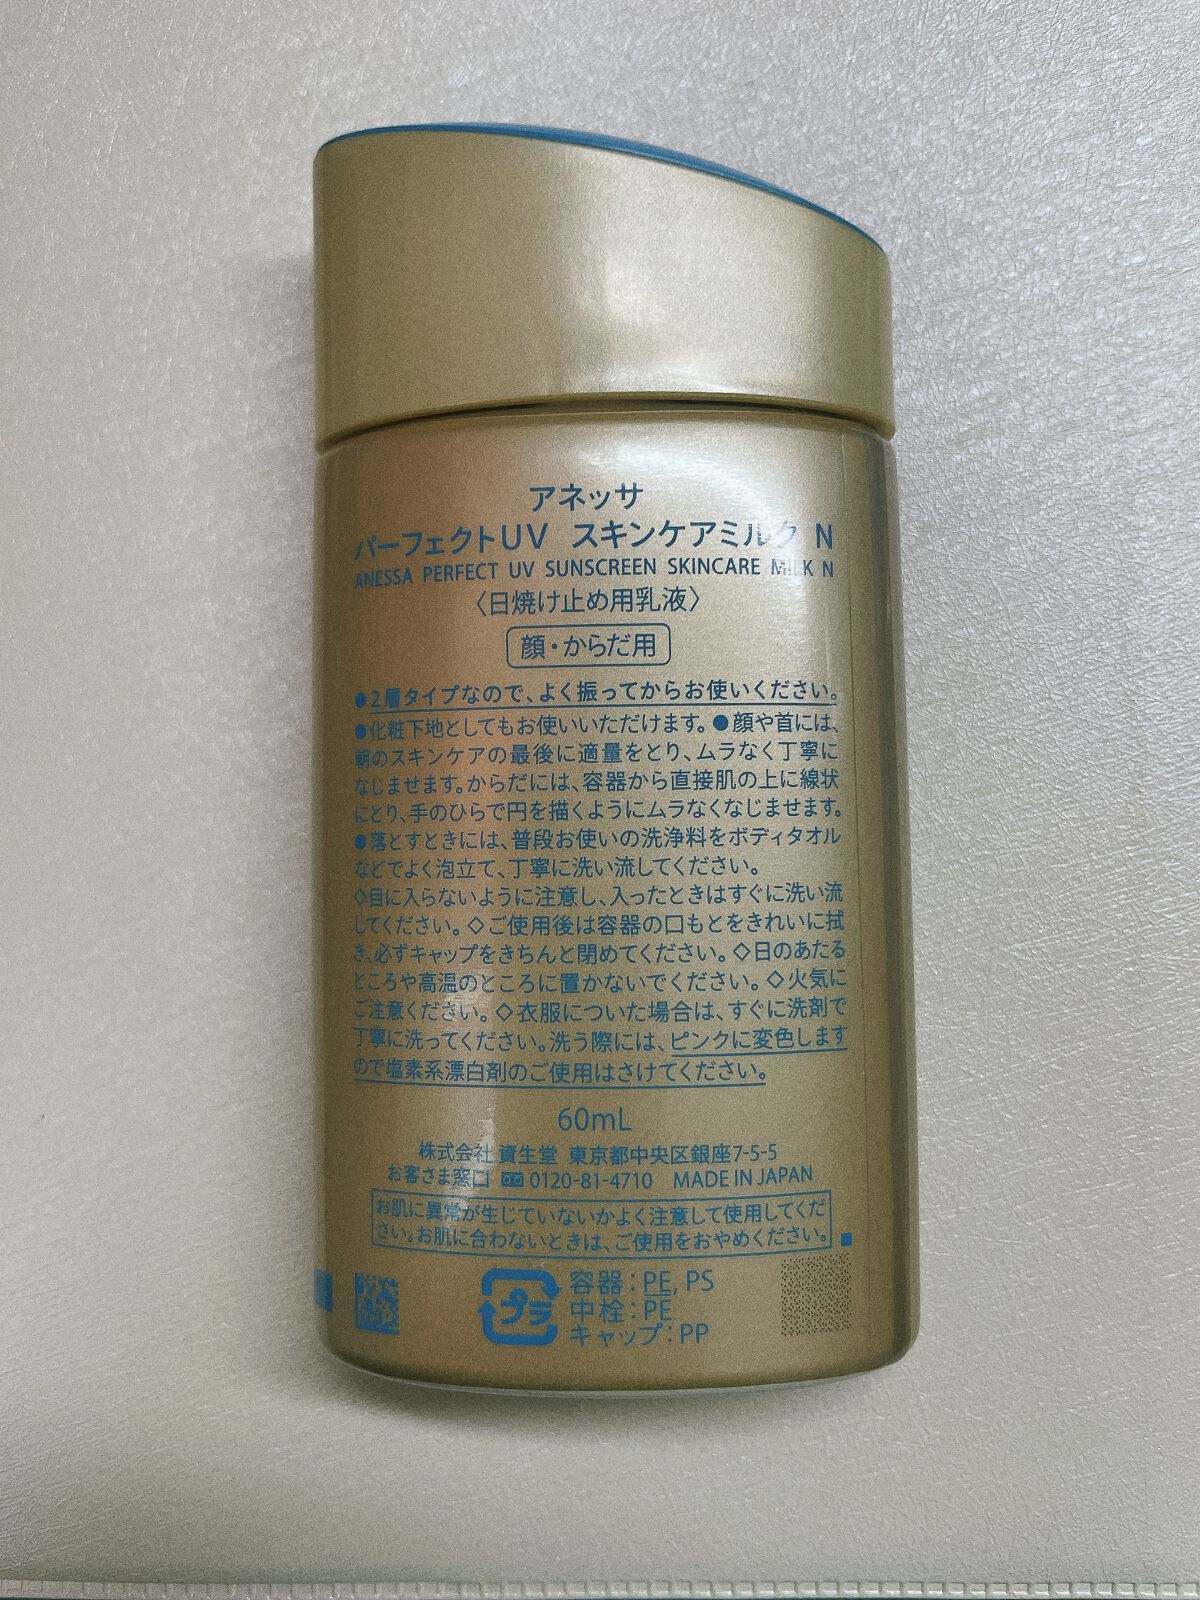 アネッサ
パーフェクトUV スキンケアミルク N
ANESSA PERFECT UV SUNSCREEN SKINCARE MILK N
〈日焼け止め用乳液〉
顔・からだ用
●2層タイプなので、よく振ってからお使いください。
●化粧下地としてもお使いいただけます。●顔や首には、
朝のスキンケアの最後に適量をとり、ムラなく丁寧に
なじませます。からだには、容器から直接肌の上に線状
にとり、手のひらで円を描くようにムラなくなじませます。
●落とすときには、普段お使いの洗浄料をボディタオル
などでよく泡立て、丁寧に洗い流してください。
◇目に入らないように注意し、入ったときはすぐに洗い流
してください。◇ご使用後は容器の口もとをきれいに拭
き、必ずキャップをきちんと閉めてください。◇日のあたる
ところや高温のところに置かないでください。◇火気に
ご注意ください。◇衣服についた場合は、すぐに洗剤で
丁寧に洗ってください。洗う際には、ピンクに変色します
ので塩素系漂白剤のご使用はさけてください。
60mL
株式会社 資生堂 東京都中央区銀座7-5-5
お客さま窓口 0120-81-4710 MADE IN JAPAN
お肌に異常が生じていないかよく注意して使用してくだ
さい。お肌に合わないときは、ご使用をおやめください。
プラ
容器:PE, PS
中栓:PE
キャップ:PP